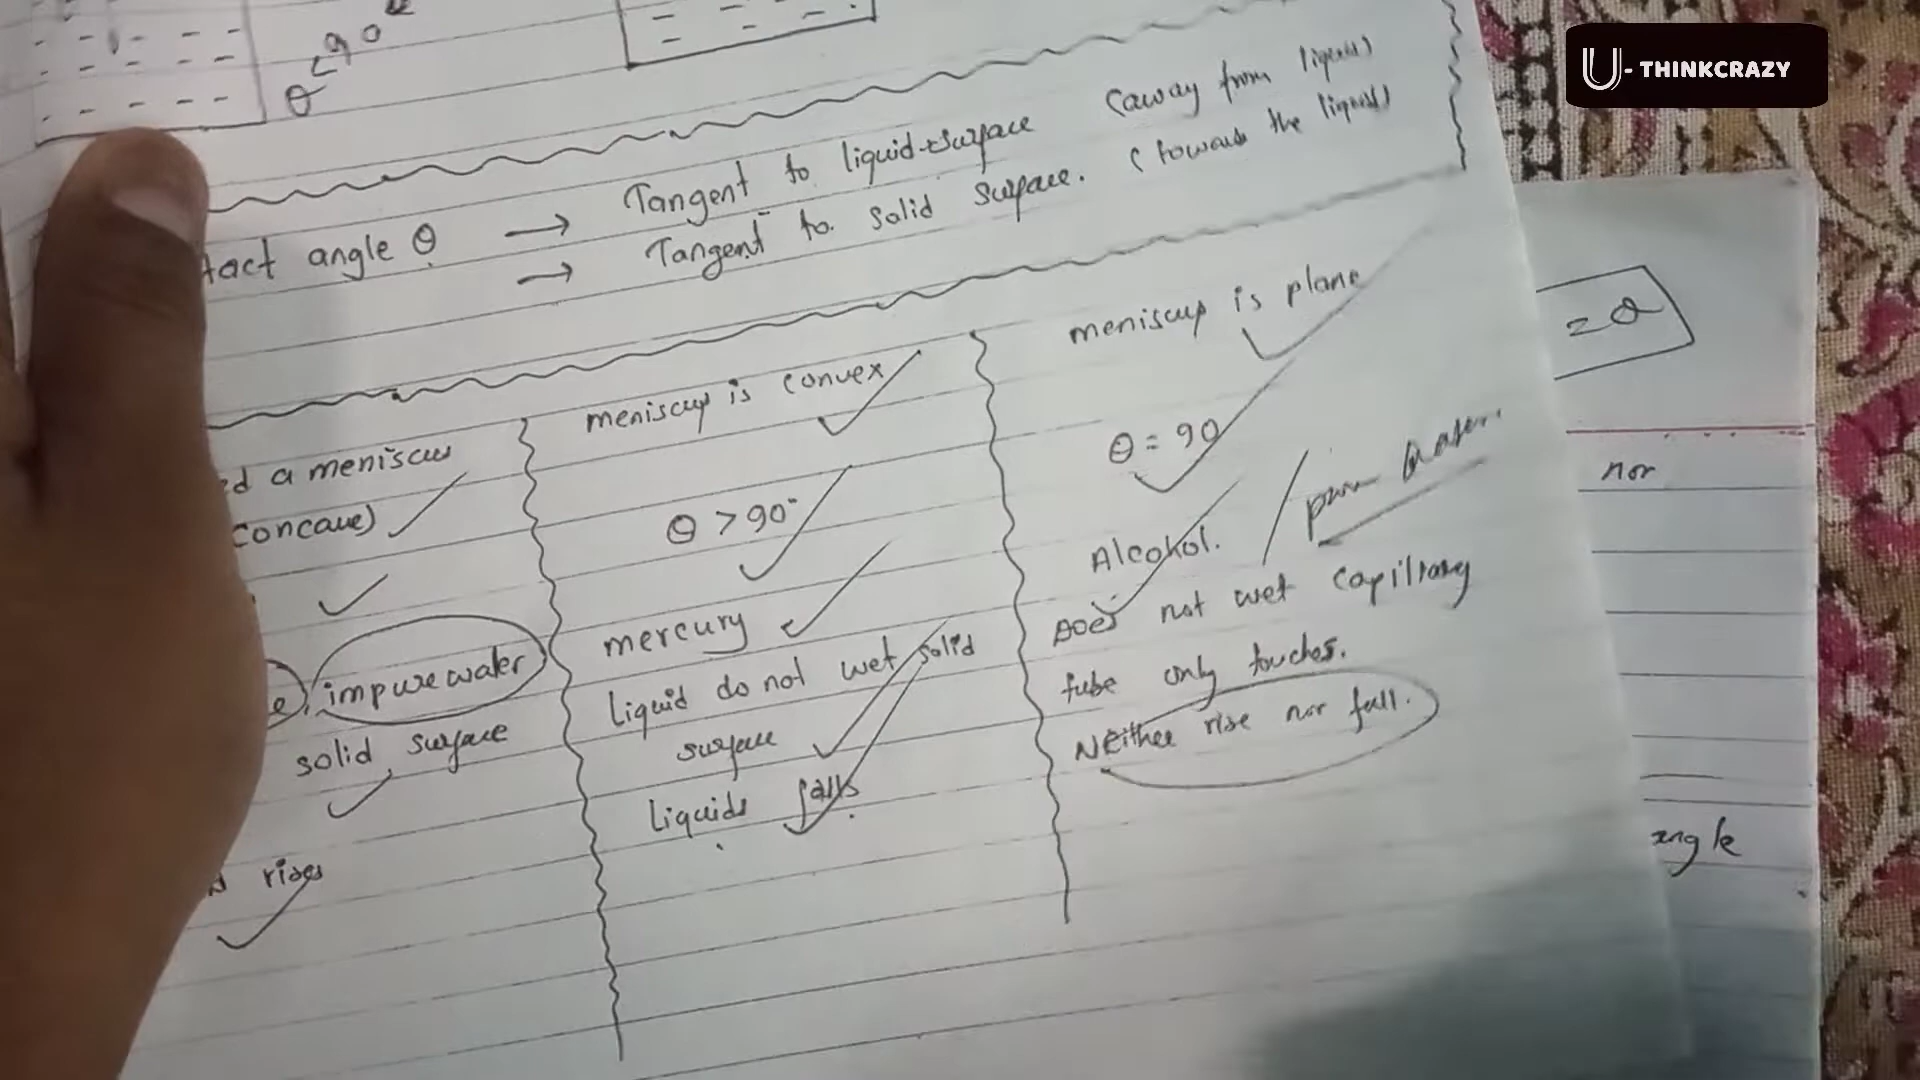 U - THINKCRAZY
θ < 90°
tact angle θ → Tangent to liquid surface (away from liquid)
→ Tangent to solid surface. (towards the liquid)
d a meniscus
concave)
impure water
solid surface
rises
meniscus is convex
θ > 90°
mercury
Liquid do not wet solid
surface
Liquids falls
meniscus is plane
θ = 90
Alcohol. / pure water
Does not wet capillary
tube only touches.
NEither rise nor fall.
= θ
nor
angle